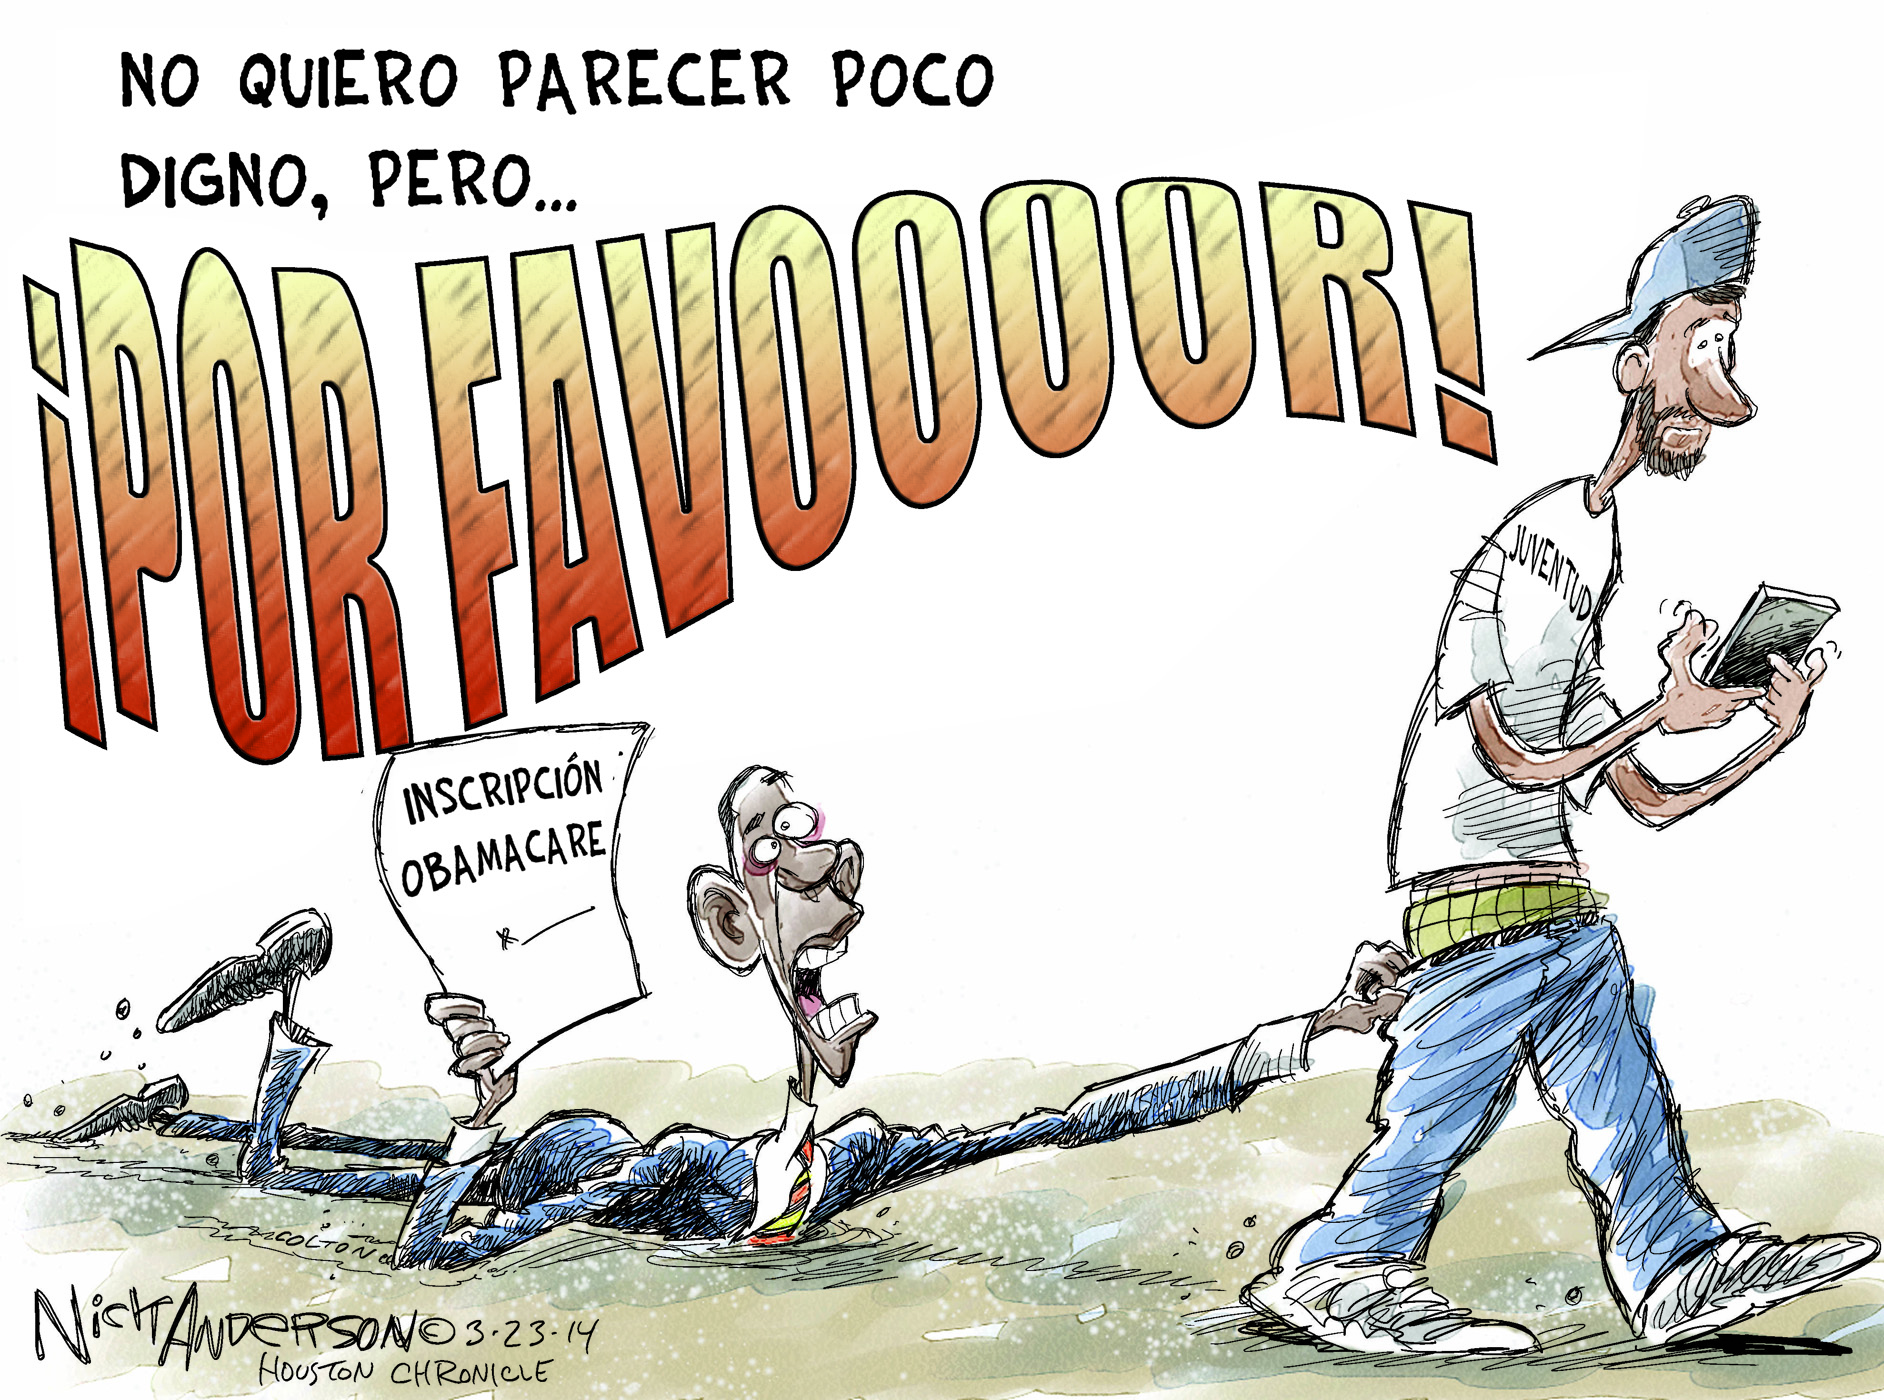 NO QUIERO PARECER POCO
DIGNO, PERO...
¡POR FAVOOOOR!
JUVENTUD
INSCRIPCIÓN
OBAMACARE
X
COLTON
NICK ANDERSON © 3·23·14
HOUSTON CHRONICLE